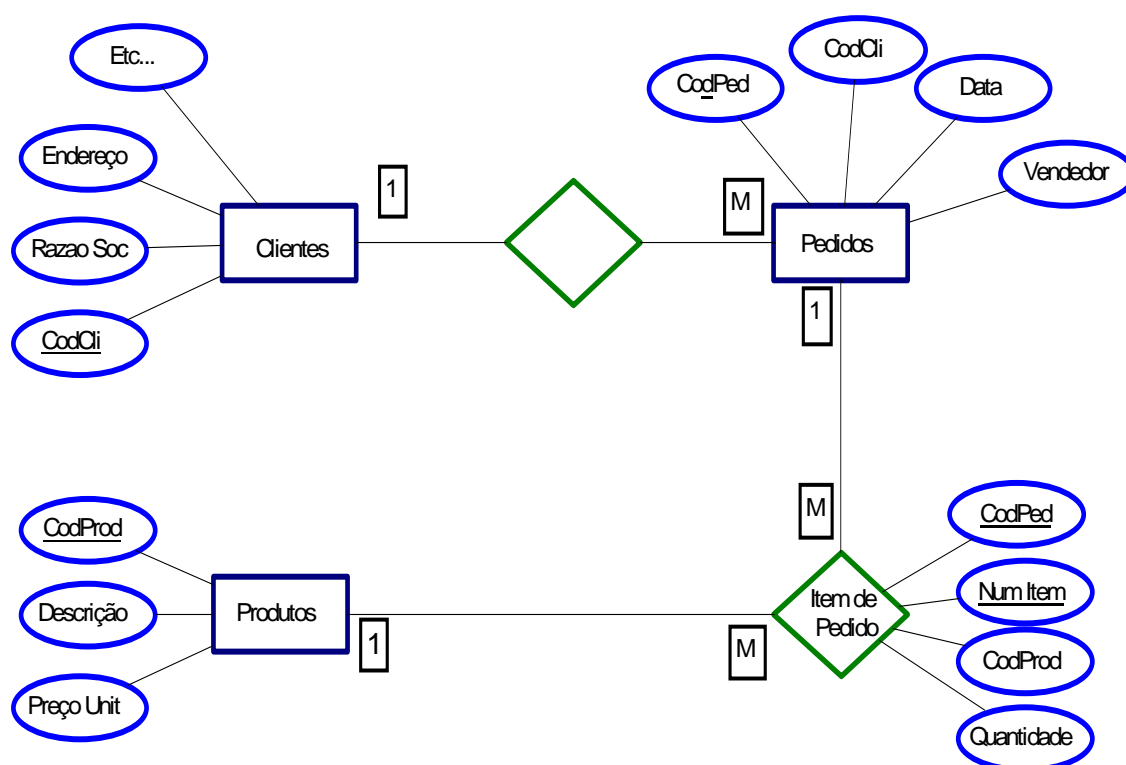 Etc...
CodCli
CodPed
Data
Endereço
Vendedor
1
M
Razao Soc
Clientes
Pedidos
1
CodCli
M
CodPed
CodProd
Num Item
Descrição
Produtos
Item de
Pedido
1
M
CodProd
Preço Unit
Quantidade